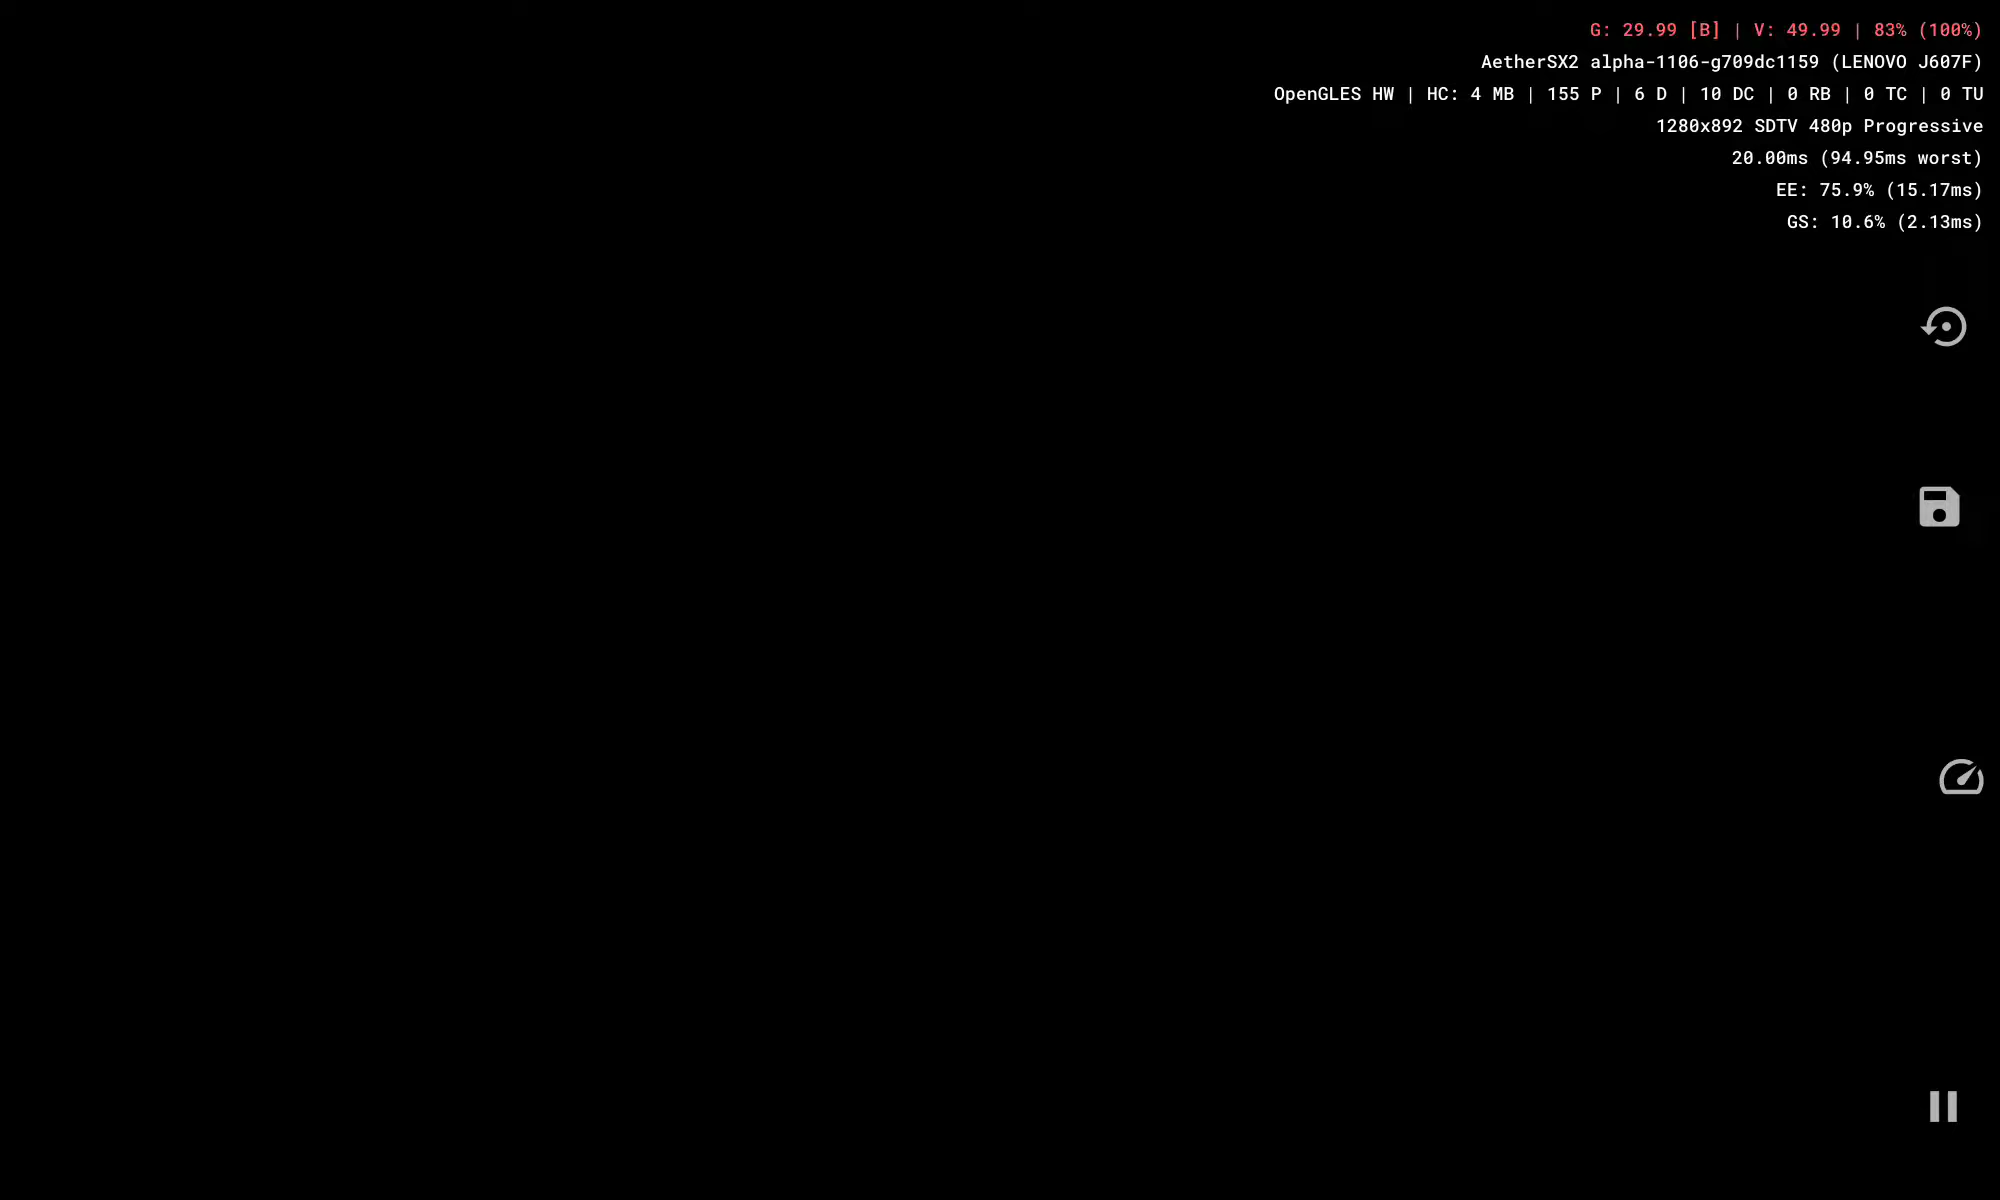 G: 29.99 [B] | V: 49.99 | 83% (100%)
AetherSX2 alpha-1106-g709dc1159 (LENOVO J607F)
OpenGLES HW | HC: 4 MB | 155 P | 6 D | 10 DC | 0 RB | 0 TC | 0 TU
1280x892 SDTV 480p Progressive
20.00ms (94.95ms worst)
EE: 75.9% (15.17ms)
GS: 10.6% (2.13ms)